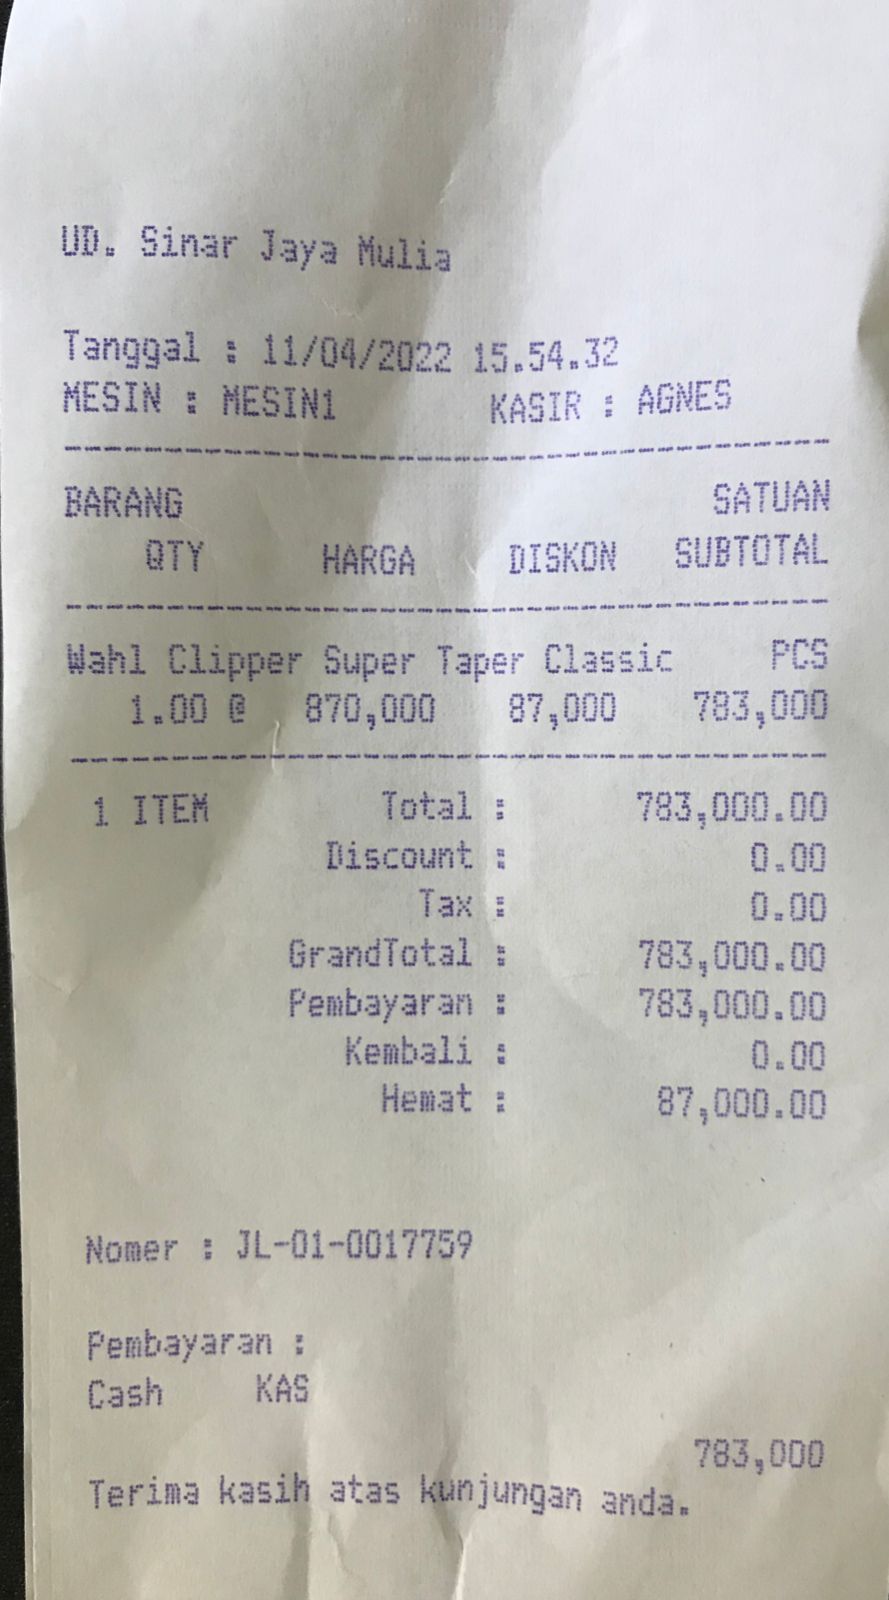 UD. Sinar Jaya Mulia
Tanggal : 11/04/2022 15.54.32
MESIN : MESIN1 KASIR : AGNES
BARANG SATUAN
QTY HARGA DISKON SUBTOTAL
Wahl Clipper Super Taper Classic PCS
1.00 @ 870,000 87,000 783,000
1 ITEM Total : 783,000.00
Discount : 0.00
Tax : 0.00
GrandTotal : 783,000.00
Pembayaran : 783,000.00
Kembali : 0.00
Hemat : 87,000.00
Nomer : JL-01-0017759
Pembayaran :
Cash KAS
783,000
Terima kasih atas kunjungan anda.